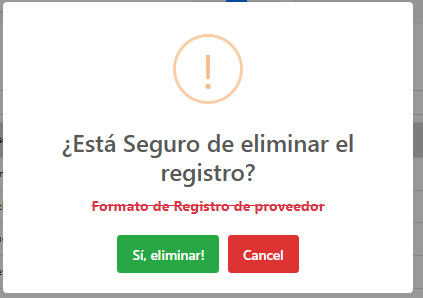 !
¿Está Seguro de eliminar el
registro?
Formato de Registro de proveedor
Sí, eliminar!
Cancel